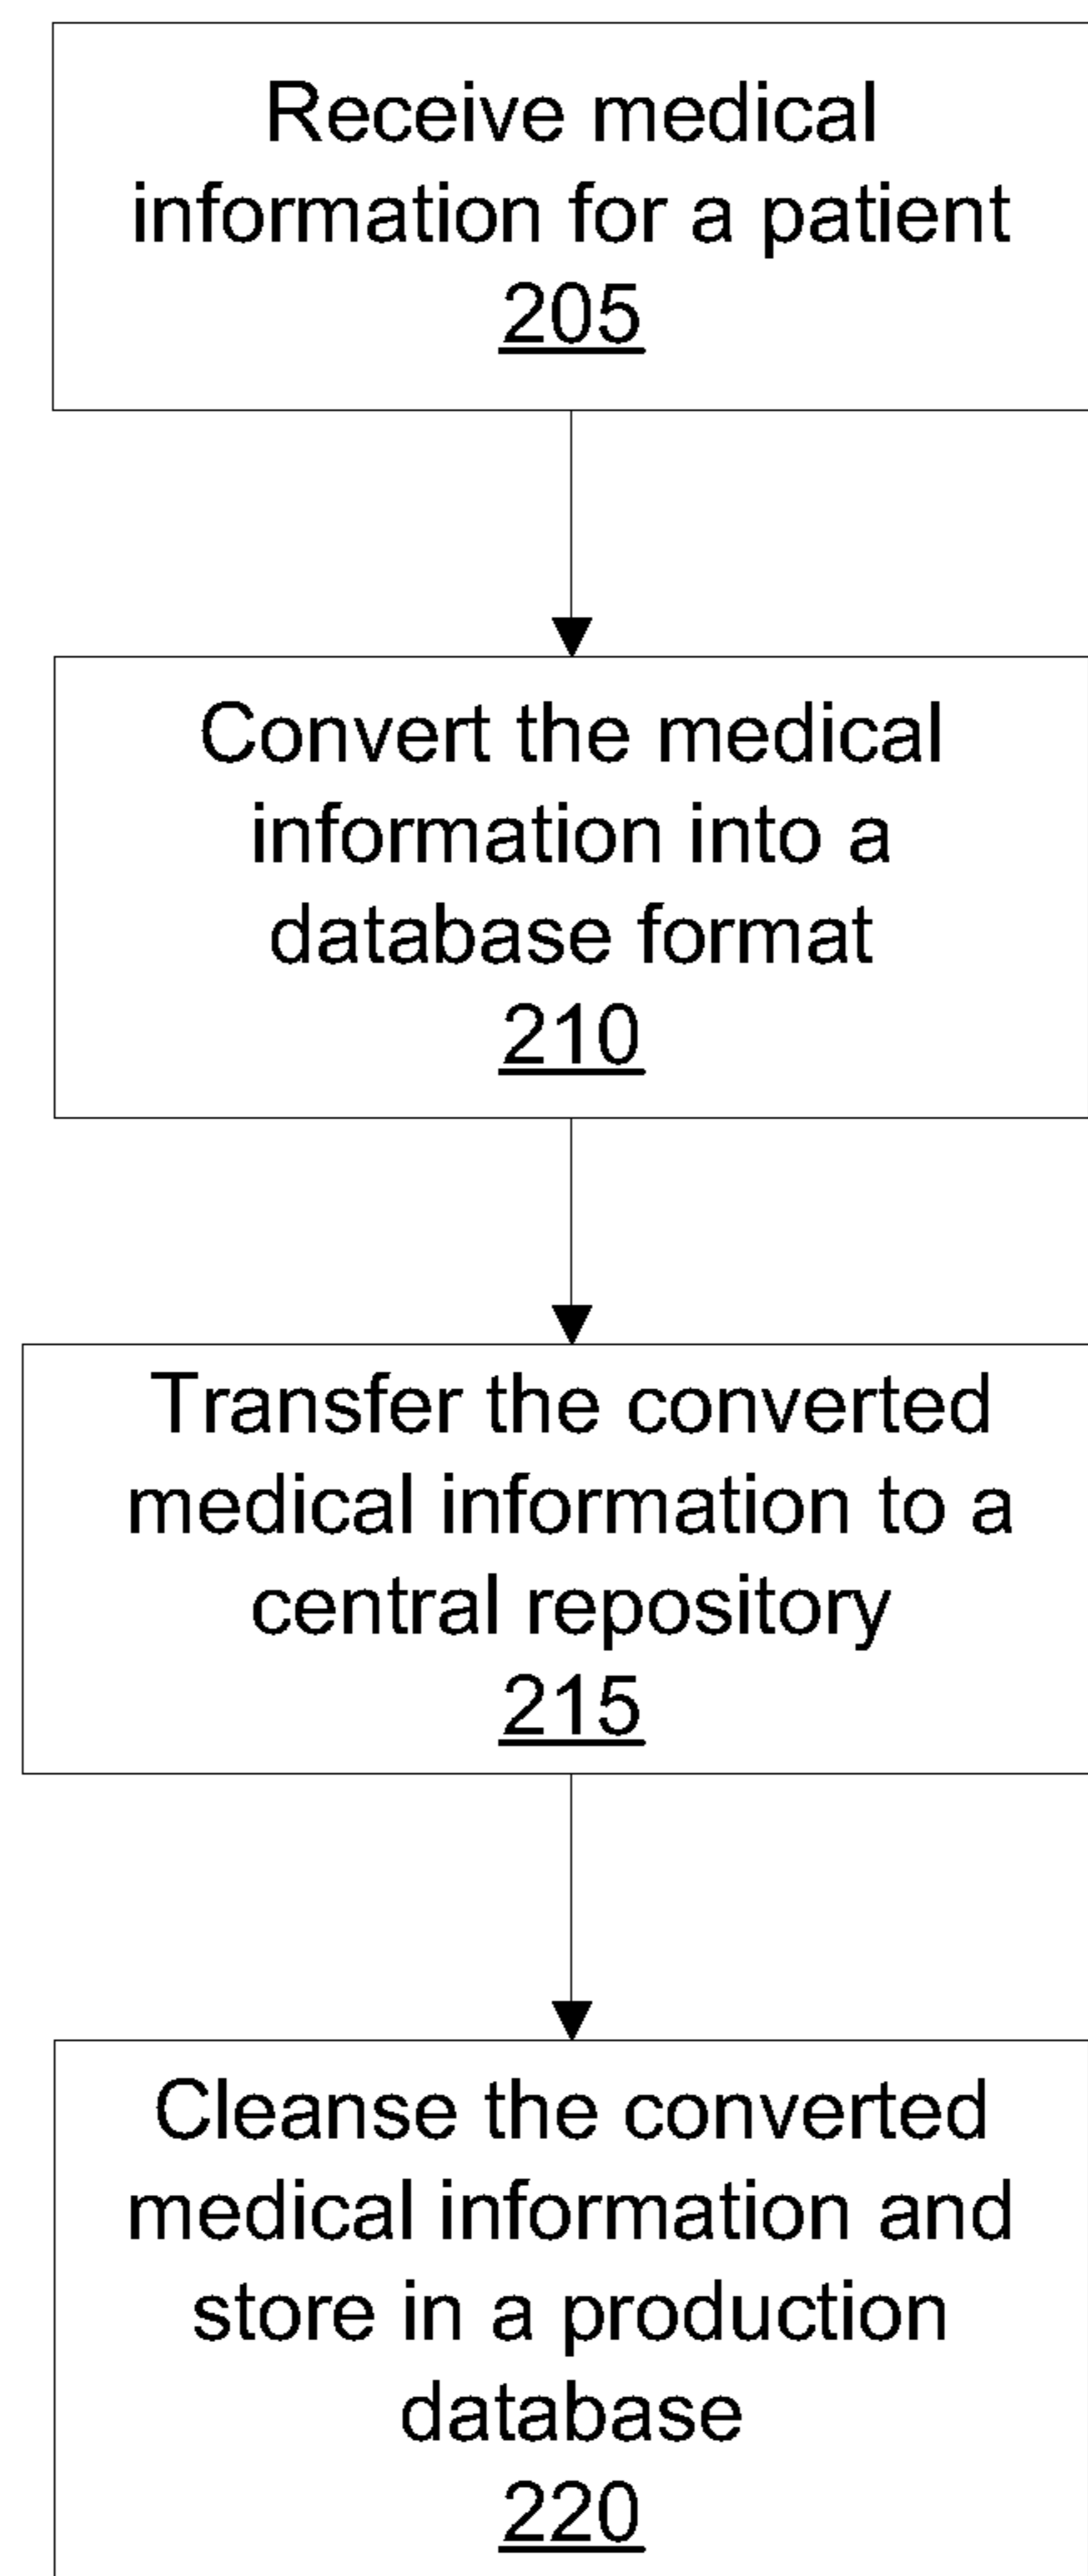 Receive medical
information for a patient
205
Convert the medical
information into a
database format
210
Transfer the converted
medical information to a
central repository
215
Cleanse the converted
medical information and
store in a production
database
220